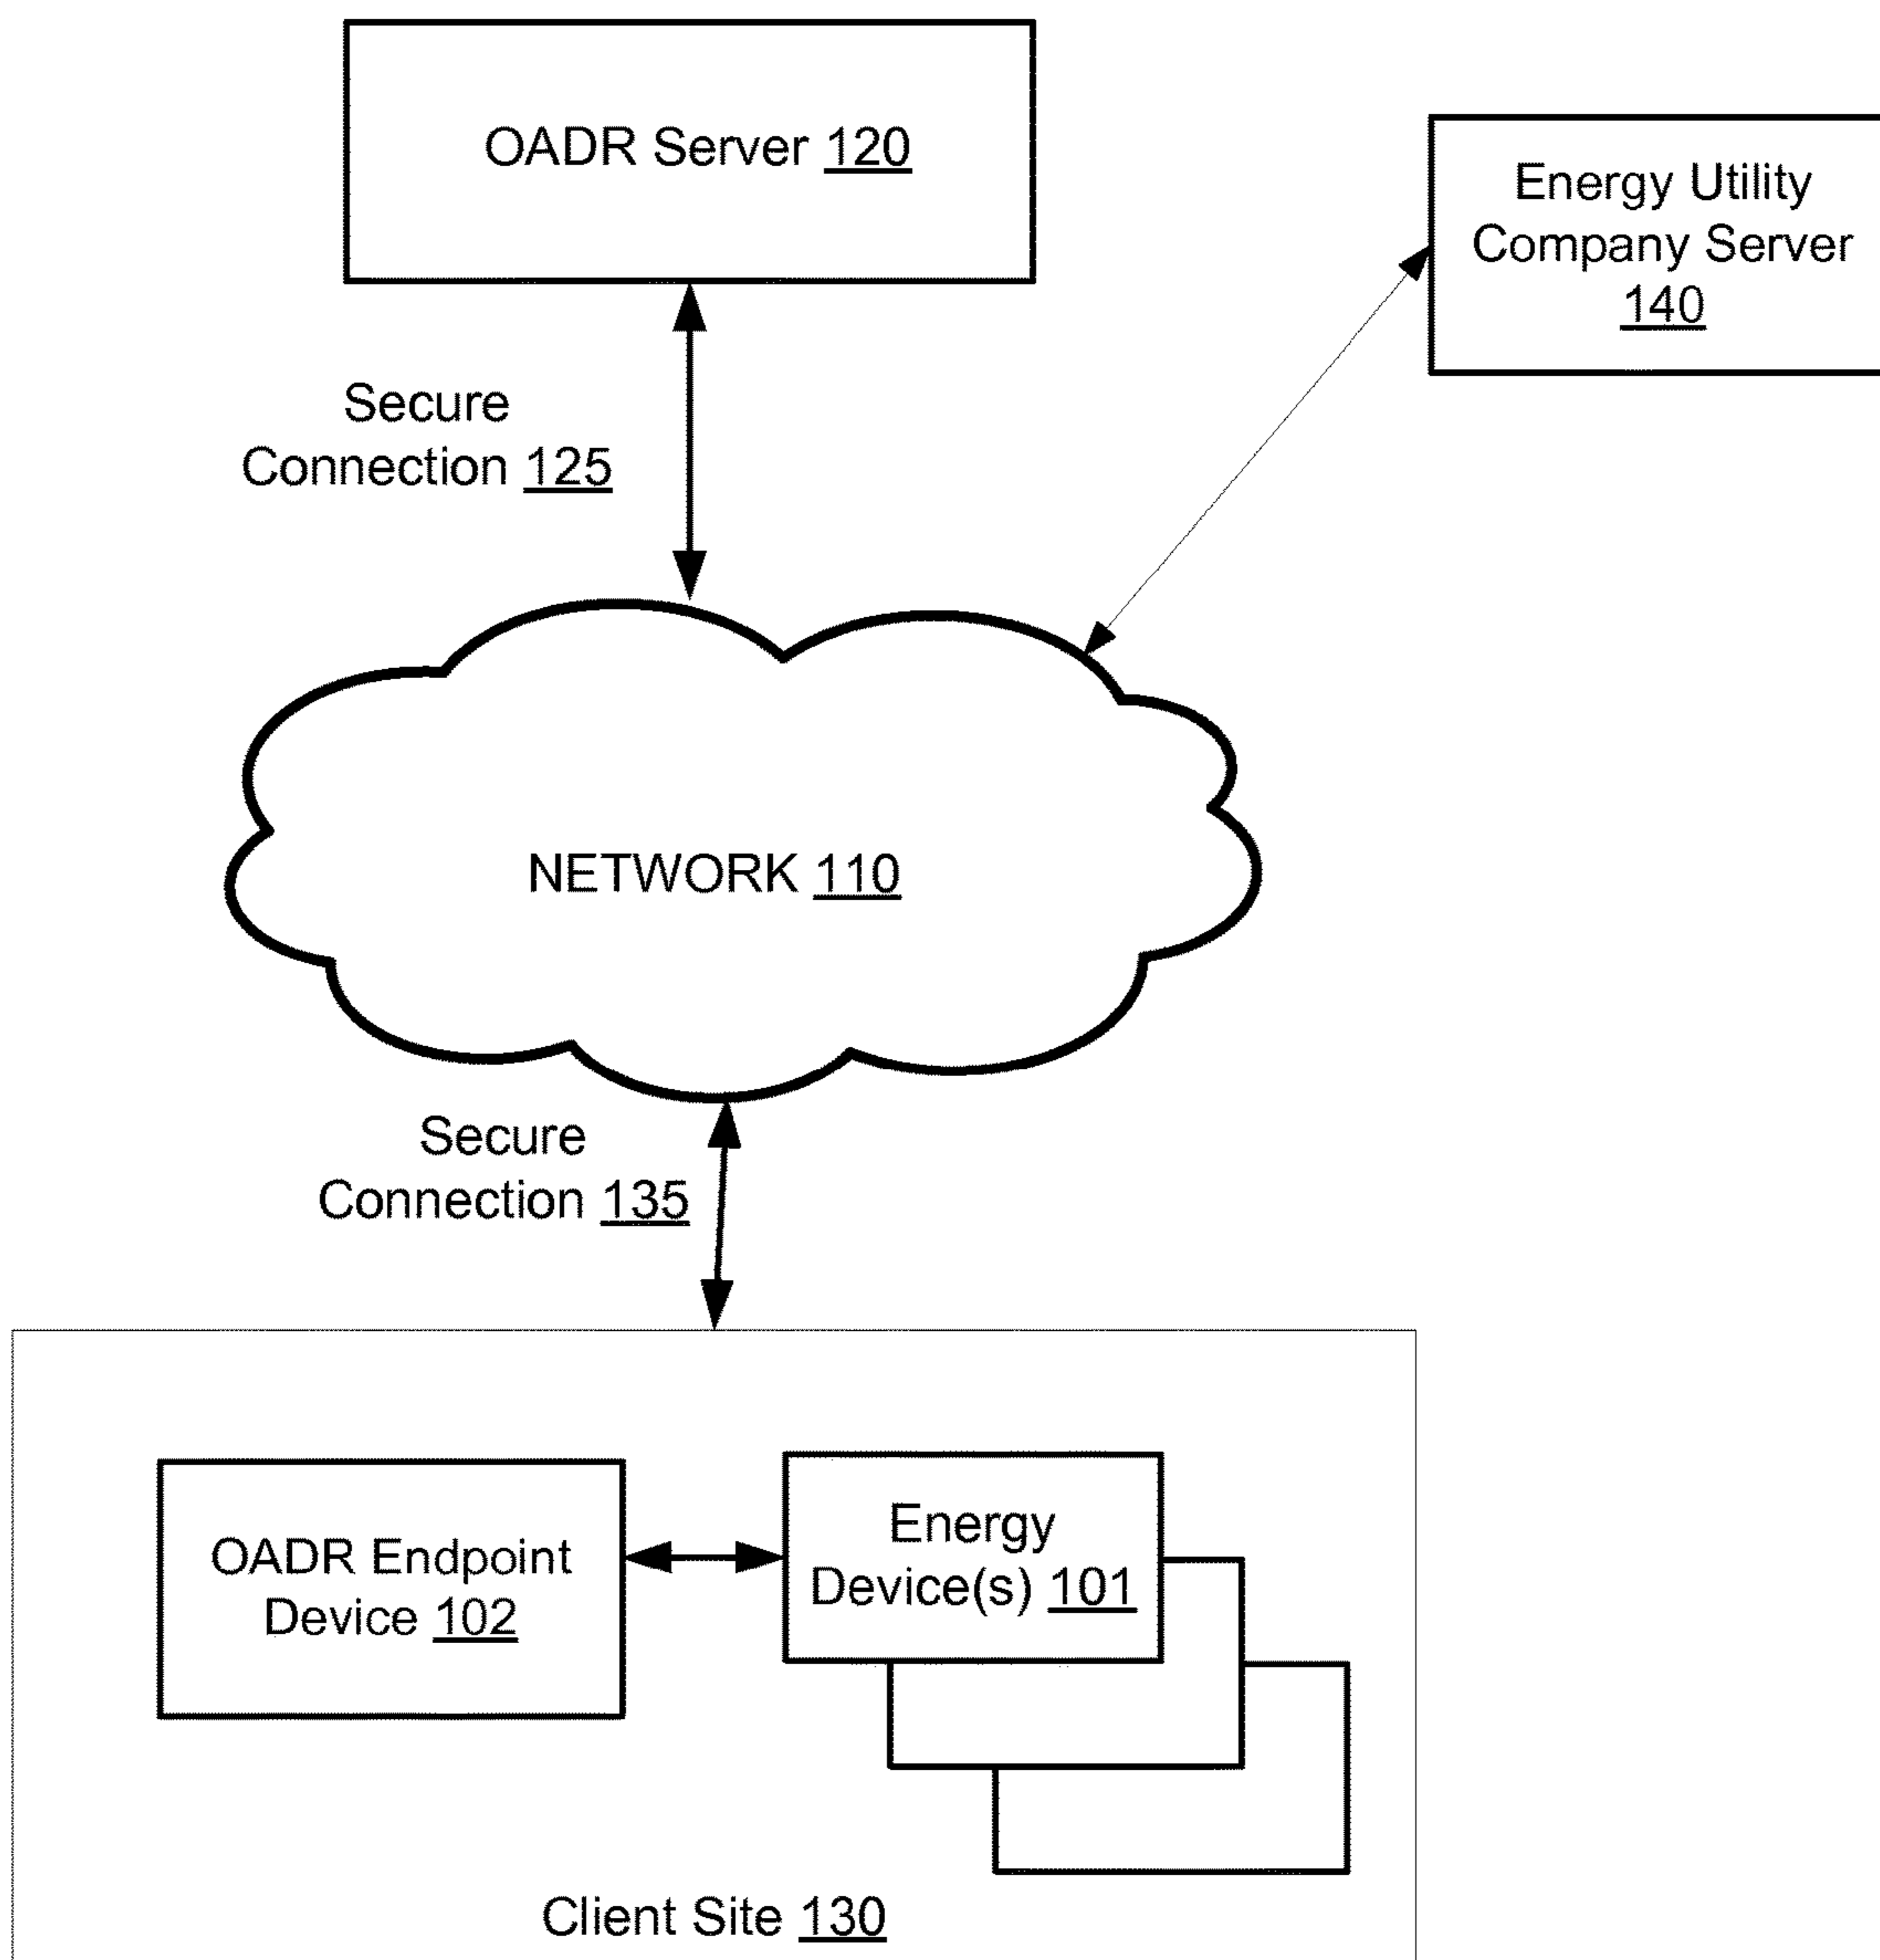 OADR Server 120
Energy Utility
Company Server
140
Secure
Connection 125
NETWORK 110
Secure
Connection 135
OADR Endpoint
Device 102
Energy
Device(s) 101
Client Site 130